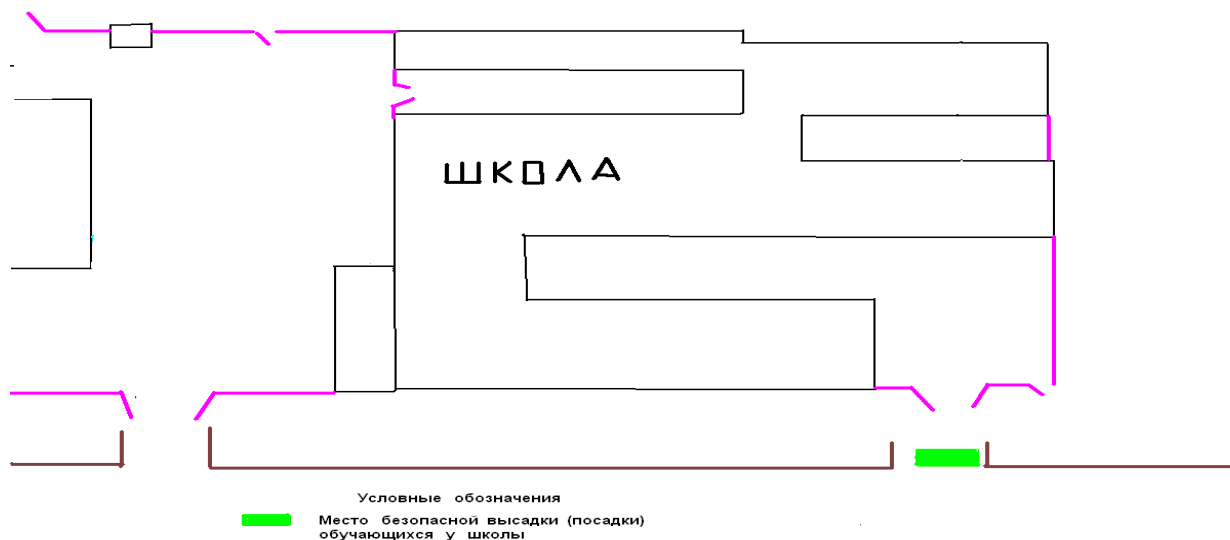 ШКОЛА
Условные обозначения
Место безопасной высадки (посадки)
обучающихся у школы